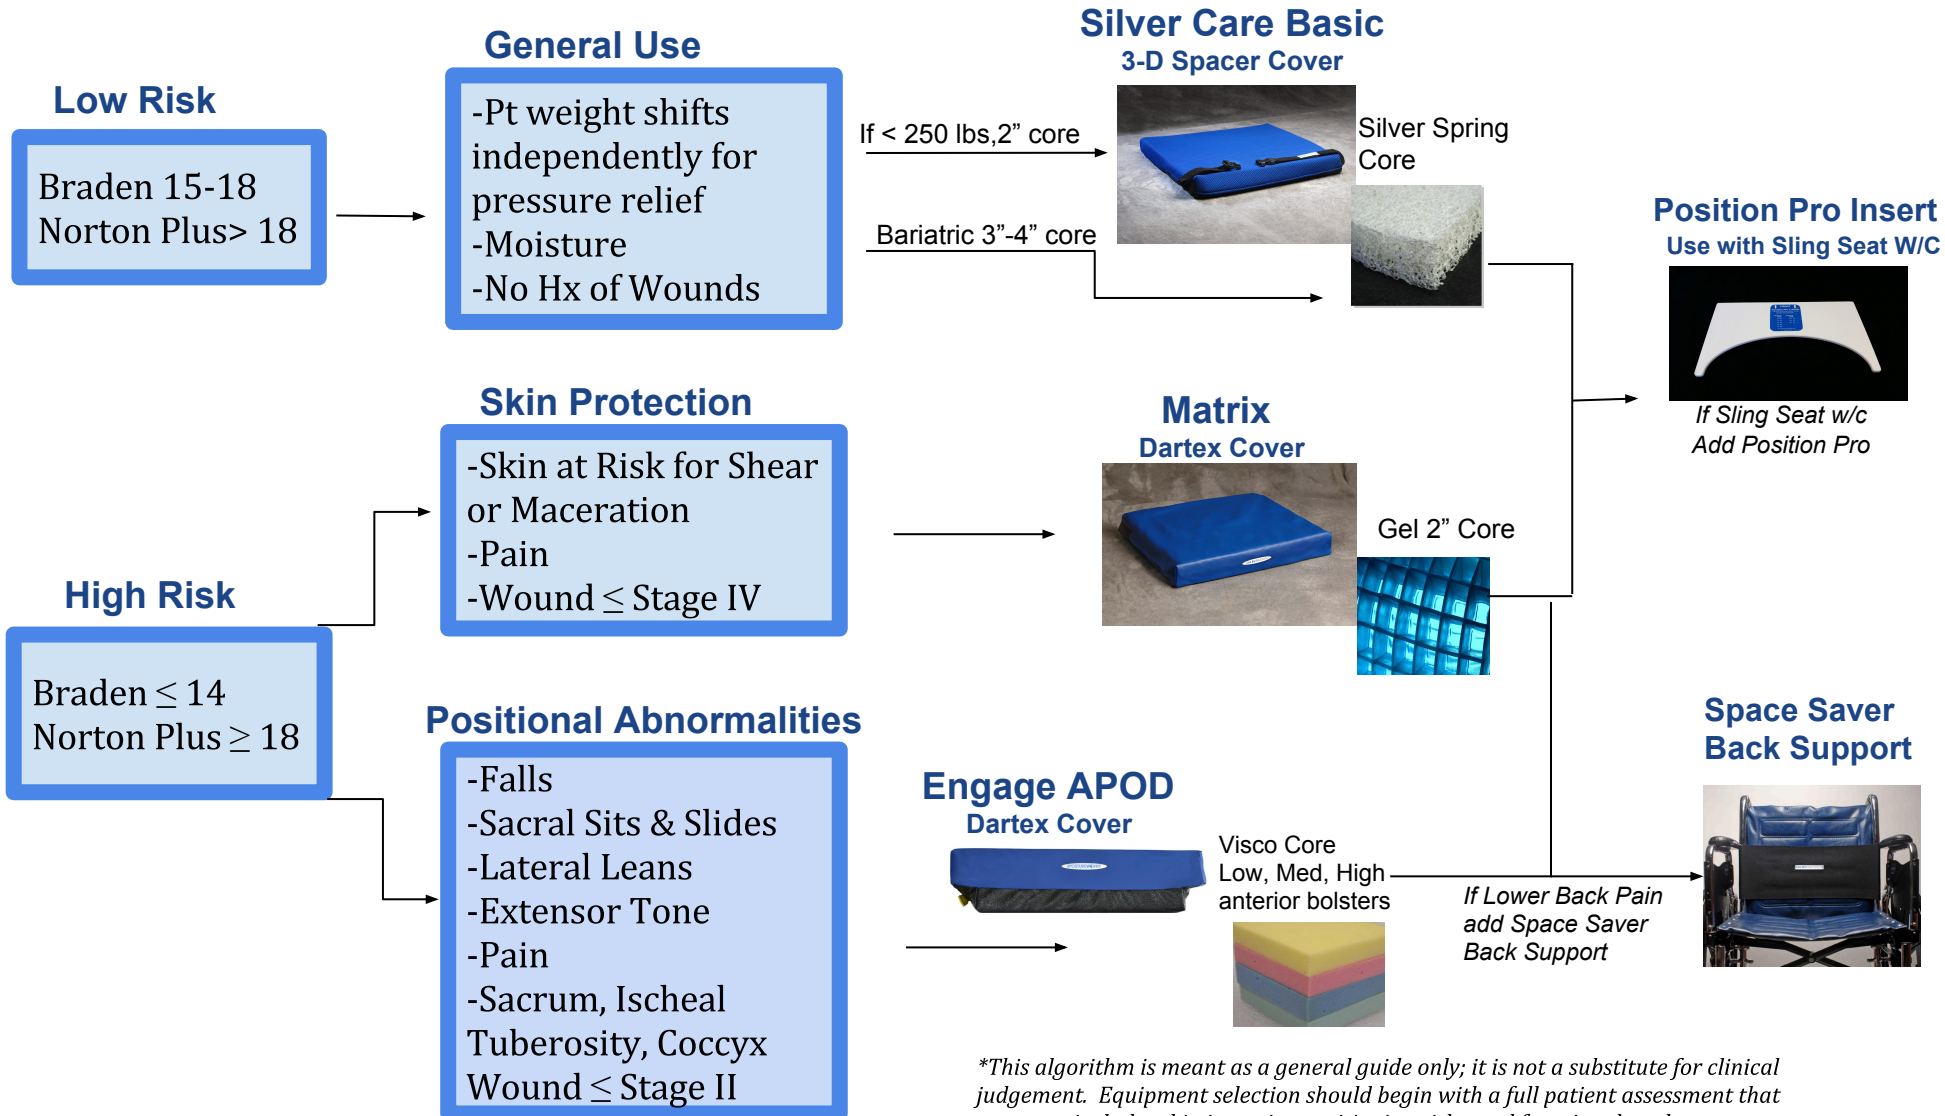 Low Risk
Braden 15-18
Norton Plus> 18
General Use
-Pt weight shifts
independently for
pressure relief
-Moisture
-No Hx of Wounds
If < 250 lbs,2” core
Bariatric 3”-4” core
Silver Care Basic
3-D Spacer Cover
Silver Spring
Core
Position Pro Insert
Use with Sling Seat W/C
If Sling Seat w/c
Add Position Pro
High Risk
Braden ≤ 14
Norton Plus ≥ 18
Skin Protection
-Skin at Risk for Shear
or Maceration
-Pain
-Wound ≤ Stage IV
Matrix
Dartex Cover
Gel 2” Core
Positional Abnormalities
-Falls
-Sacral Sits & Slides
-Lateral Leans
-Extensor Tone
-Pain
-Sacrum, Ischeal
Tuberosity, Coccyx
Wound ≤ Stage II
Engage APOD
Dartex Cover
Visco Core
Low, Med, High
anterior bolsters
If Lower Back Pain
add Space Saver
Back Support
Space Saver
Back Support
*This algorithm is meant as a general guide only; it is not a substitute for clinical
judgement. Equipment selection should begin with a full patient assessment that